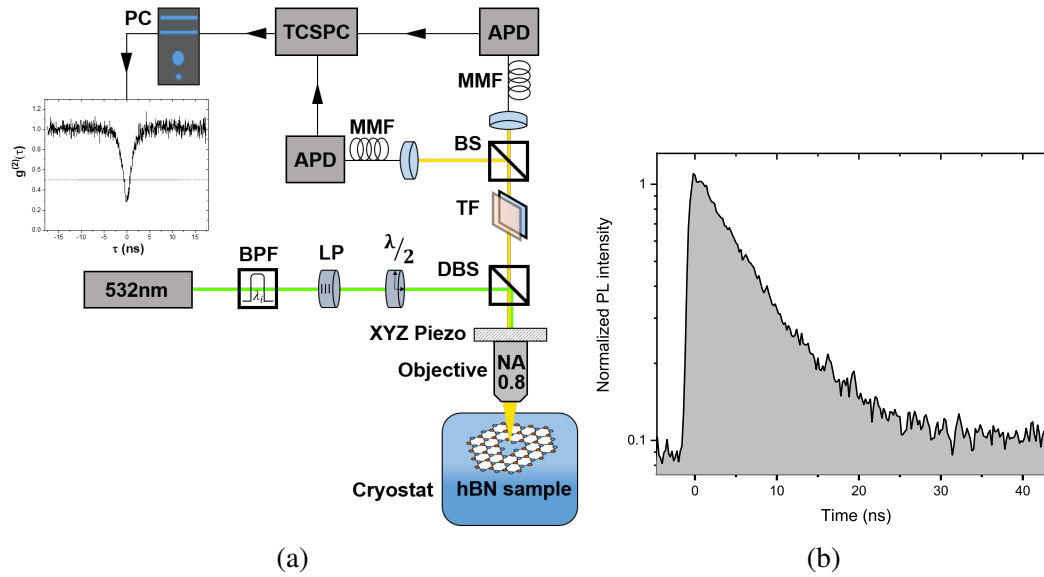 PC
TCSPC
APD
MMF
1.2
1.0
0.8
0.6
0.4
0.2
0.0
g⁽²⁾(τ)
-15
-10
-5
0
5
10
15
τ (ns)
APD
MMF
BS
TF
532nm
BPF
λᵢ
LP
λ/2
DBS
XYZ Piezo
Objective
NA
0.8
Cryostat
hBN sample
(a)
Normalized PL intensity
1
0.1
0
10
20
30
40
Time (ns)
(b)